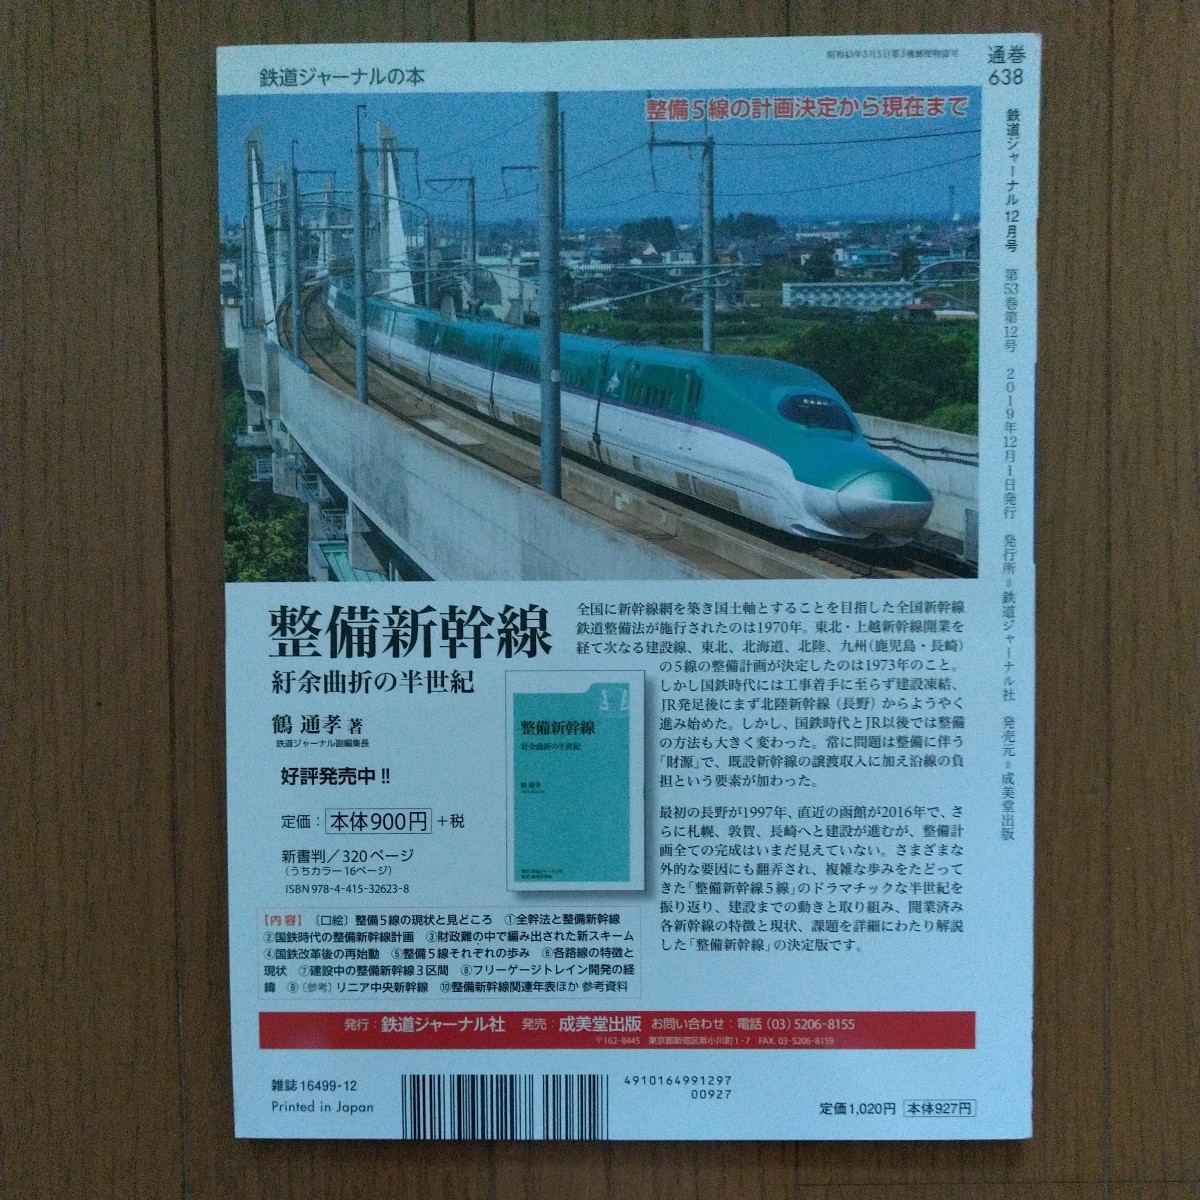 鉄道ジャーナルの本
昭和43年3月5日第3種郵便物認可
通巻
638
整備5線の計画決定から現在まで
鉄道ジャーナル12月号 第53巻第12号 2019年12月1日発行 発行所=鉄道ジャーナル社 発売元=成美堂出版
整備新幹線
紆余曲折の半世紀
鶴 通孝 著
鉄道ジャーナル副編集長
好評発売中!!
定価:本体900円+税
新書判/320ページ
(うちカラー16ページ)
ISBN 978-4-415-32623-8
全国に新幹線網を築き国土軸とすることを目指した全国新幹線
鉄道整備法が施行されたのは1970年。東北・上越新幹線開業を
経て次なる建設線、東北、北海道、北陸、九州(鹿児島・長崎)
の5線の整備計画が決定したのは1973年のこと。
しかし国鉄時代には工事着手に至らず建設凍結、
JR発足後にまず北陸新幹線(長野)からようやく
進み始めた。しかし、国鉄時代とJR以後では整備
の方法も大きく変わった。常に問題は整備に伴う
「財源」で、既設新幹線の譲渡収入に加え沿線の負
担という要素が加わった。
最初の長野が1997年、直近の函館が2016年で、さ
らに札幌、敦賀、長崎へと建設が進むが、整備計
画全ての完成はいまだ見えていない。さまざまな
外的な要因にも翻弄され、複雑な歩みをたどって
きた「整備新幹線5線」のドラマチックな半世紀を
振り返り、建設までの動きと取り組み、開業済み
各新幹線の特徴と現状、課題を詳細にわたり解説
した「整備新幹線」の決定版です。
整備新幹線
紆余曲折の半世紀
鶴 通孝
【内容】〔口絵〕整備5線の現状と見どころ ①全幹法と整備新幹線
②国鉄時代の整備新幹線計画 ③財政難の中で編み出された新スキーム
④国鉄改革後の再始動 ⑤整備5線それぞれの歩み ⑥各路線の特徴と
現状 ⑦建設中の整備新幹線3区間 ⑧フリーゲージトレイン開発の経
緯 ⑨〔参考〕リニア中央新幹線 ⑩整備新幹線関連年表ほか 参考資料
発行:鉄道ジャーナル社 発売:成美堂出版 お問い合わせ:電話(03)5206-8155
〒162-8445 東京都新宿区新小川町1-7 FAX. 03-5206-8159
雑誌16499-12
Printed in Japan
4910164991297
00927
定価1,020円 本体927円